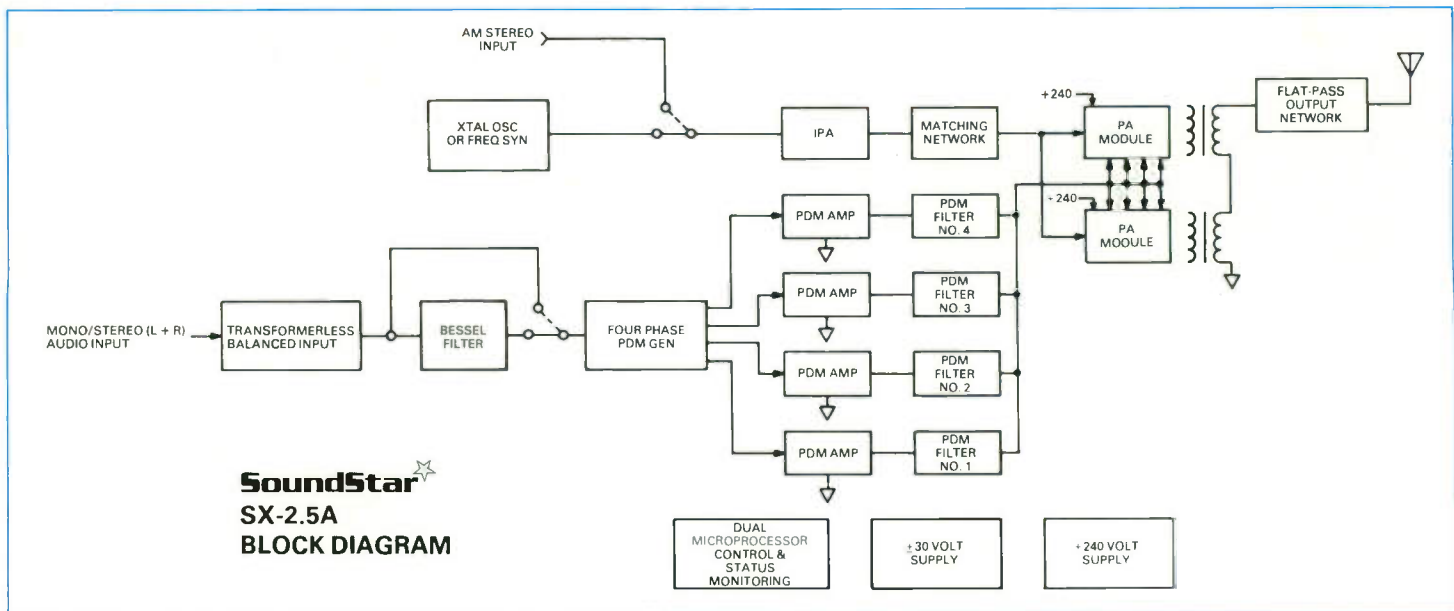 AM STEREO
INPUT
XTAL OSC
OR FREQ SYN
IPA
MATCHING
NETWORK
+240
PA
MODULE
FLAT-PASS
OUTPUT
NETWORK
+240
PA
MODULE
PDM AMP
PDM
FILTER
NO. 4
PDM AMP
PDM
FILTER
NO. 3
PDM AMP
PDM
FILTER
NO. 2
PDM AMP
PDM
FILTER
NO. 1
MONO/STEREO (L + R)
AUDIO INPUT
TRANSFORMERLESS
BALANCED INPUT
BESSEL
FILTER
FOUR PHASE
PDM GEN
SoundStar
SX-2.5A
BLOCK DIAGRAM
DUAL
MICROPROCESSOR
CONTROL &
STATUS
MONITORING
±30 VOLT
SUPPLY
+240 VOLT
SUPPLY